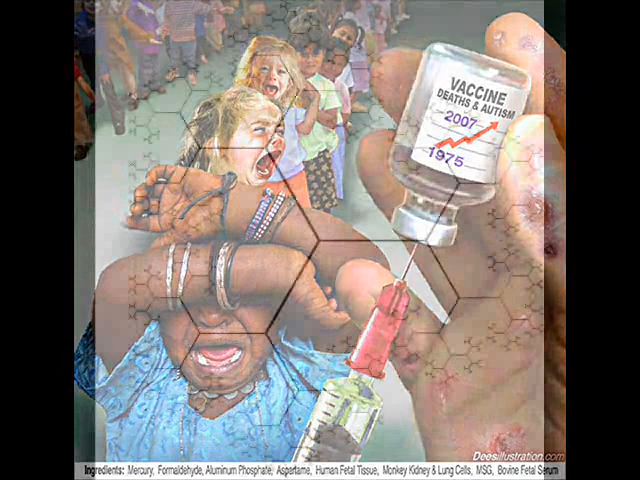 VACCINE
DEATHS & AUTISM
2007
1975
Deesillustration.com
Ingredients: Mercury, Formaldehyde, Aluminum Phosphate, Aspartame, Human Fetal Tissue, Monkey Kidney & Lung Cells, MSG, Bovine Fetal Serum